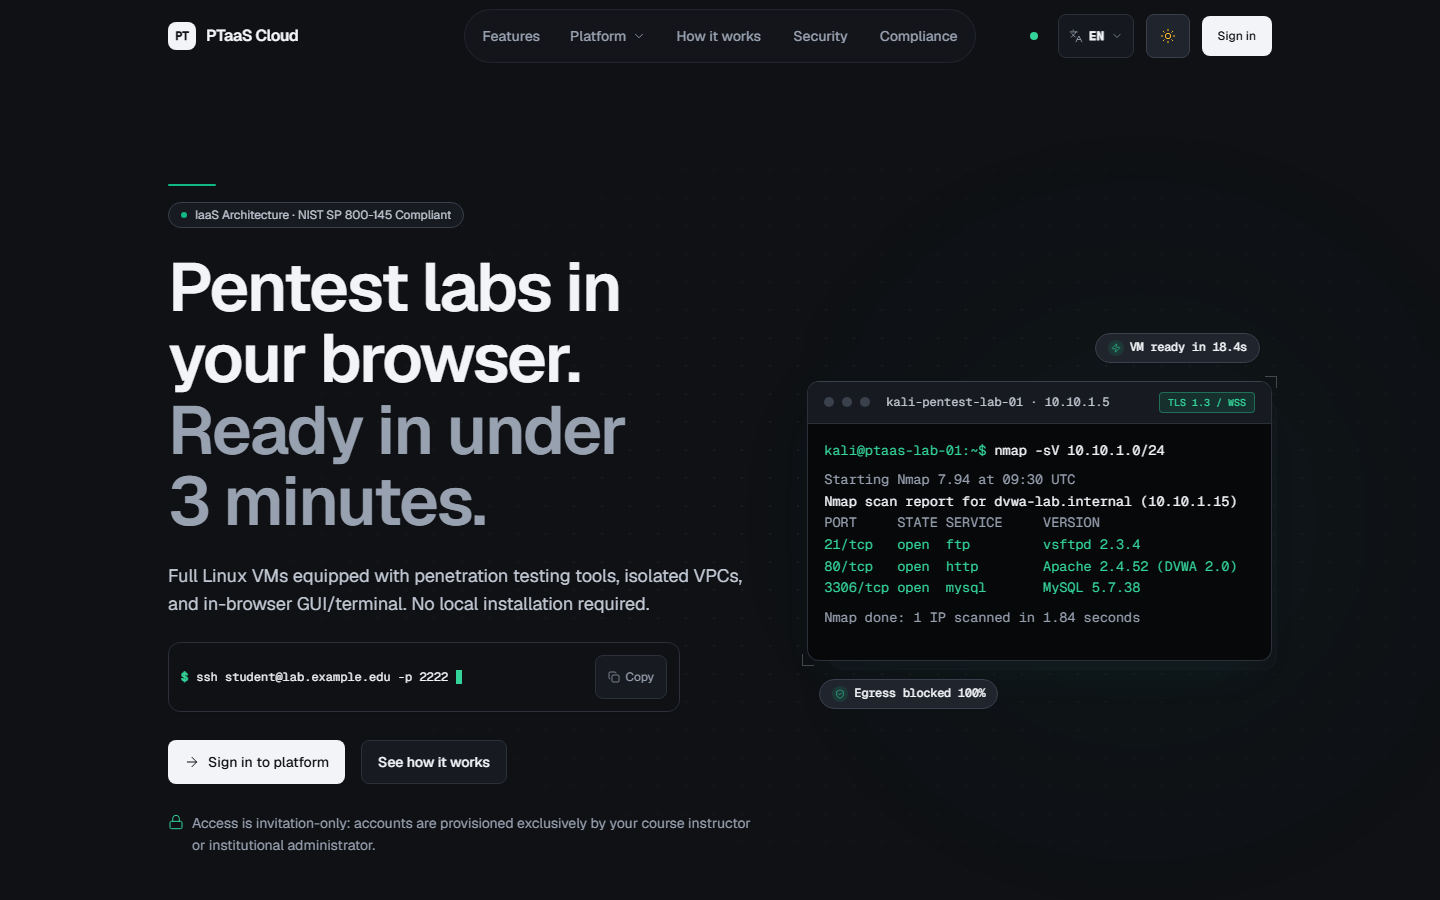 PT PTaaS Cloud
Features Platform How it works Security Compliance
EN
Sign in
IaaS Architecture · NIST SP 800-145 Compliant
Pentest labs in
your browser.
Ready in under
3 minutes.
Full Linux VMs equipped with penetration testing tools, isolated VPCs,
and in-browser GUI/terminal. No local installation required.
$ ssh student@lab.example.edu -p 2222
Copy
Sign in to platform
See how it works
Access is invitation-only: accounts are provisioned exclusively by your course instructor
or institutional administrator.
VM ready in 18.4s
kali-pentest-lab-01 · 10.10.1.5
TLS 1.3 / WSS
kali@ptaas-lab-01:~$ nmap -sV 10.10.1.0/24
Starting Nmap 7.94 at 09:30 UTC
Nmap scan report for dvwa-lab.internal (10.10.1.15)
PORT STATE SERVICE VERSION
21/tcp open ftp vsftpd 2.3.4
80/tcp open http Apache 2.4.52 (DVWA 2.0)
3306/tcp open mysql MySQL 5.7.38
Nmap done: 1 IP scanned in 1.84 seconds
Egress blocked 100%